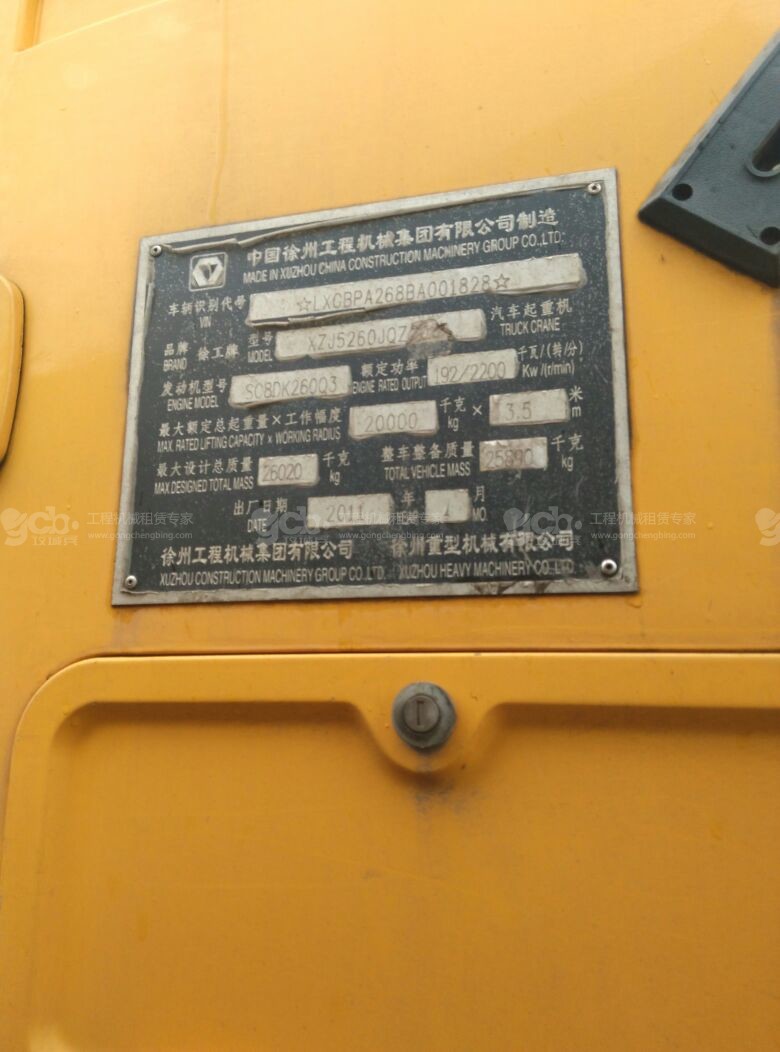 中国徐州工程机械集团有限公司制造
MADE IN XUZHOU CHINA CONSTRUCTION MACHINERY GROUP CO.,LTD.
车辆识别代号 ☆LXGBPA268BA001828☆
VIN
品牌 徐工牌 型号 XZJ5260JQZ 汽车起重机
BRAND MODEL TRUCK CRANE
发动机型号 SC8DK260Q3 额定功率 192/2200 千瓦/(转/分)
ENGINE MODEL ENGINE RATED OUTPUT Kw/(r/min)
最大额定总起重量×工作幅度 20000 千克 × 3.5 米
MAX. RATED LIFTING CAPACITY x WORKING RADIUS kg m
最大设计总质量 26020 千克 整车整备质量 25890 千克
MAX.DESIGNED TOTAL MASS kg TOTAL VEHICLE MASS kg
出厂日期 2011 年 月
DATE MO.
徐州工程机械集团有限公司 徐州重型机械有限公司
XUZHOU CONSTRUCTION MACHINERY GROUP CO.,LTD. XUZHOU HEAVY MACHINERY CO.,LTD.
工程机械租赁专家
www.gongchengbing.com